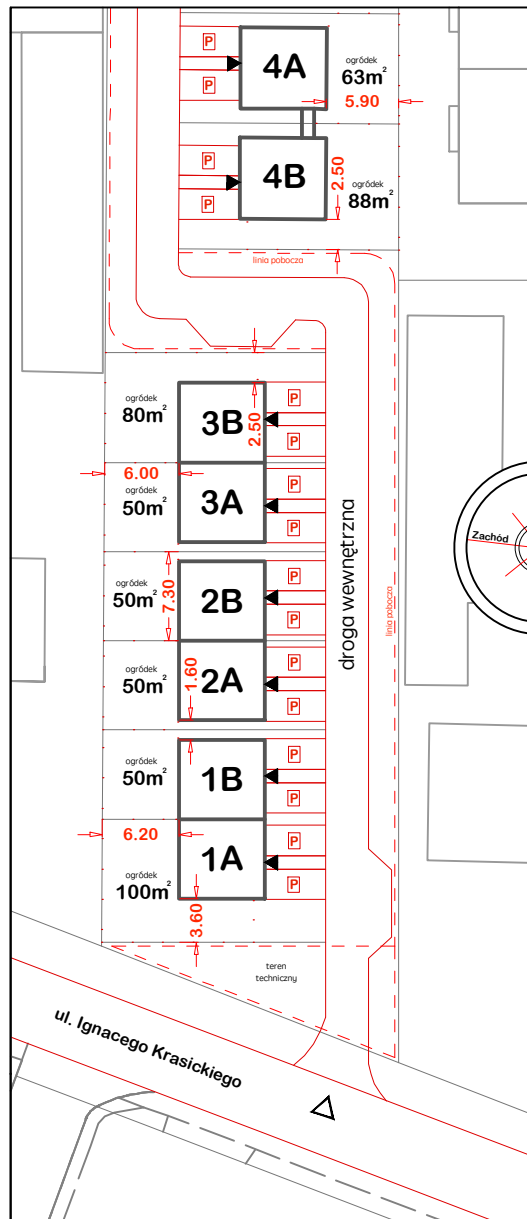 P
4A
ogródek
63m²
P
5.90
P
4B
2.50
ogródek
88m²
P
linia pobocza
ogródek
80m²
3B
2.50
P
P
6.00
ogródek
50m²
3A
P
P
Zachód
droga wewnętrzna
linia pobocza
ogródek
50m²
7.30
2B
P
P
ogródek
50m²
1.60
2A
P
P
ogródek
50m²
1B
P
P
6.20
ogródek
100m²
1A
P
P
3.60
teren
techniczny
ul. Ignacego Krasickiego